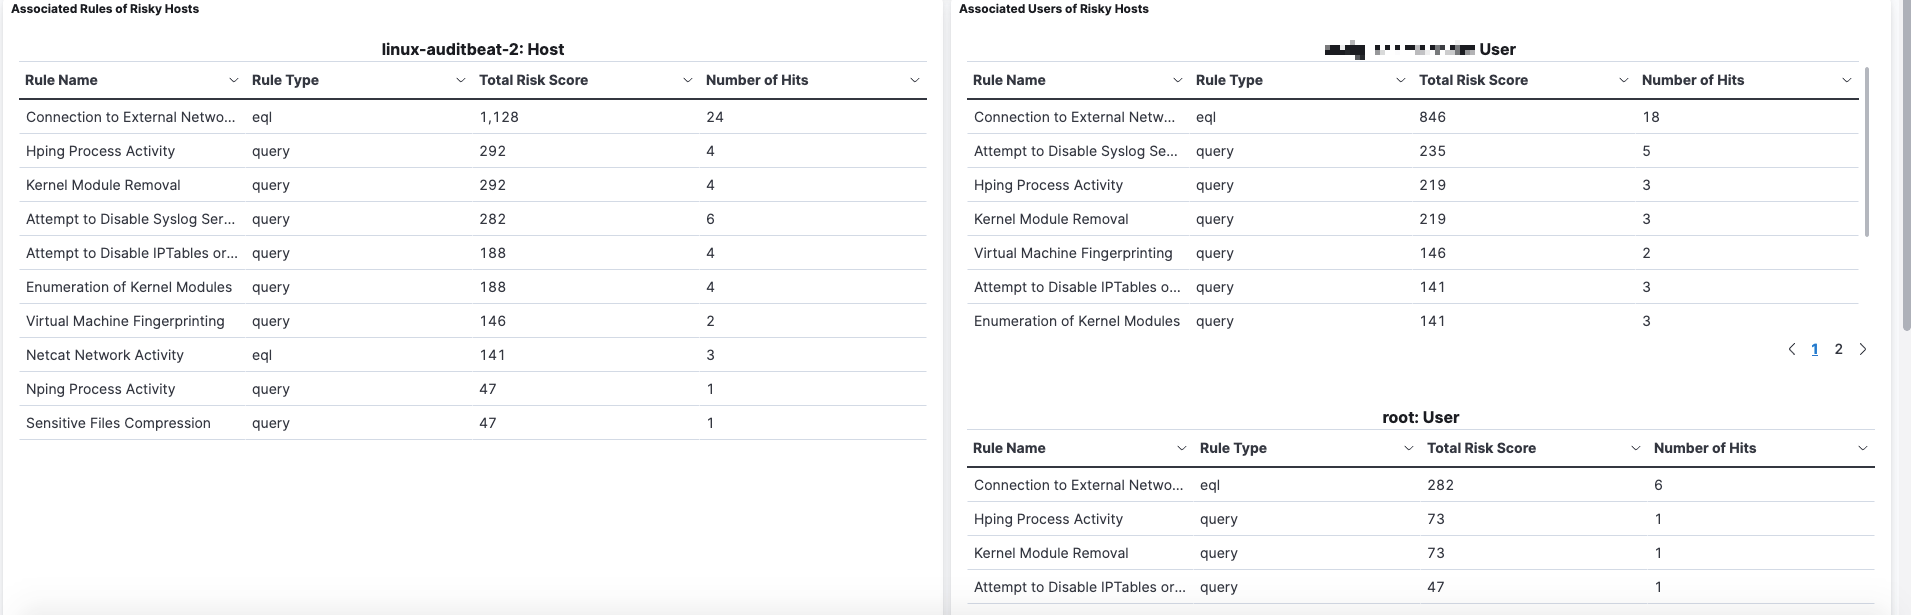 Associated Rules of Risky Hosts
linux-auditbeat-2: Host
Rule Name Rule Type Total Risk Score Number of Hits
Connection to External Netwo... eql 1,128 24
Hping Process Activity query 292 4
Kernel Module Removal query 292 4
Attempt to Disable Syslog Ser... query 282 6
Attempt to Disable IPTables or... query 188 4
Enumeration of Kernel Modules query 188 4
Virtual Machine Fingerprinting query 146 2
Netcat Network Activity eql 141 3
Nping Process Activity query 47 1
Sensitive Files Compression query 47 1
Associated Users of Risky Hosts
User
Rule Name Rule Type Total Risk Score Number of Hits
Connection to External Netw... eql 846 18
Attempt to Disable Syslog Se... query 235 5
Hping Process Activity query 219 3
Kernel Module Removal query 219 3
Virtual Machine Fingerprinting query 146 2
Attempt to Disable IPTables o... query 141 3
Enumeration of Kernel Modules query 141 3
1 2
root: User
Rule Name Rule Type Total Risk Score Number of Hits
Connection to External Netwo... eql 282 6
Hping Process Activity query 73 1
Kernel Module Removal query 73 1
Attempt to Disable IPTables or... query 47 1